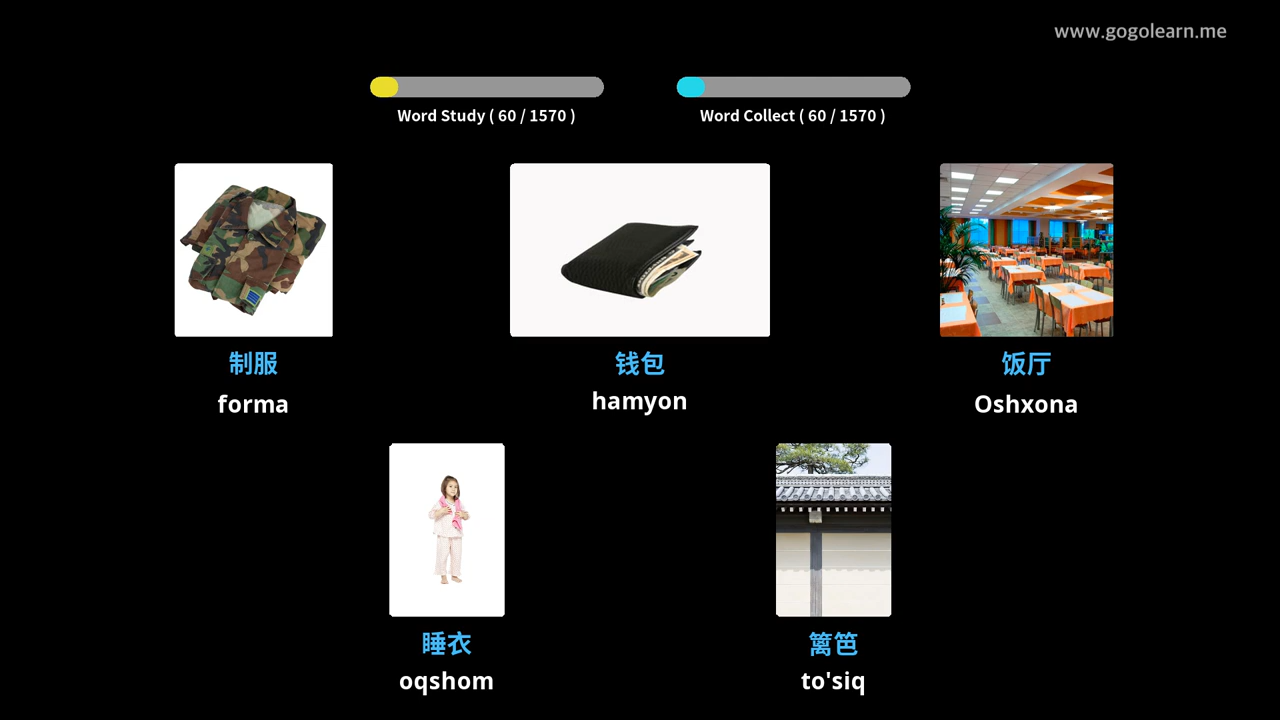 www.gogolearn.me
Word Study ( 60 / 1570 )
Word Collect ( 60 / 1570 )
制服
钱包
饭厅
forma
hamyon
Oshxona
睡衣
篱笆
oqshom
to'siq